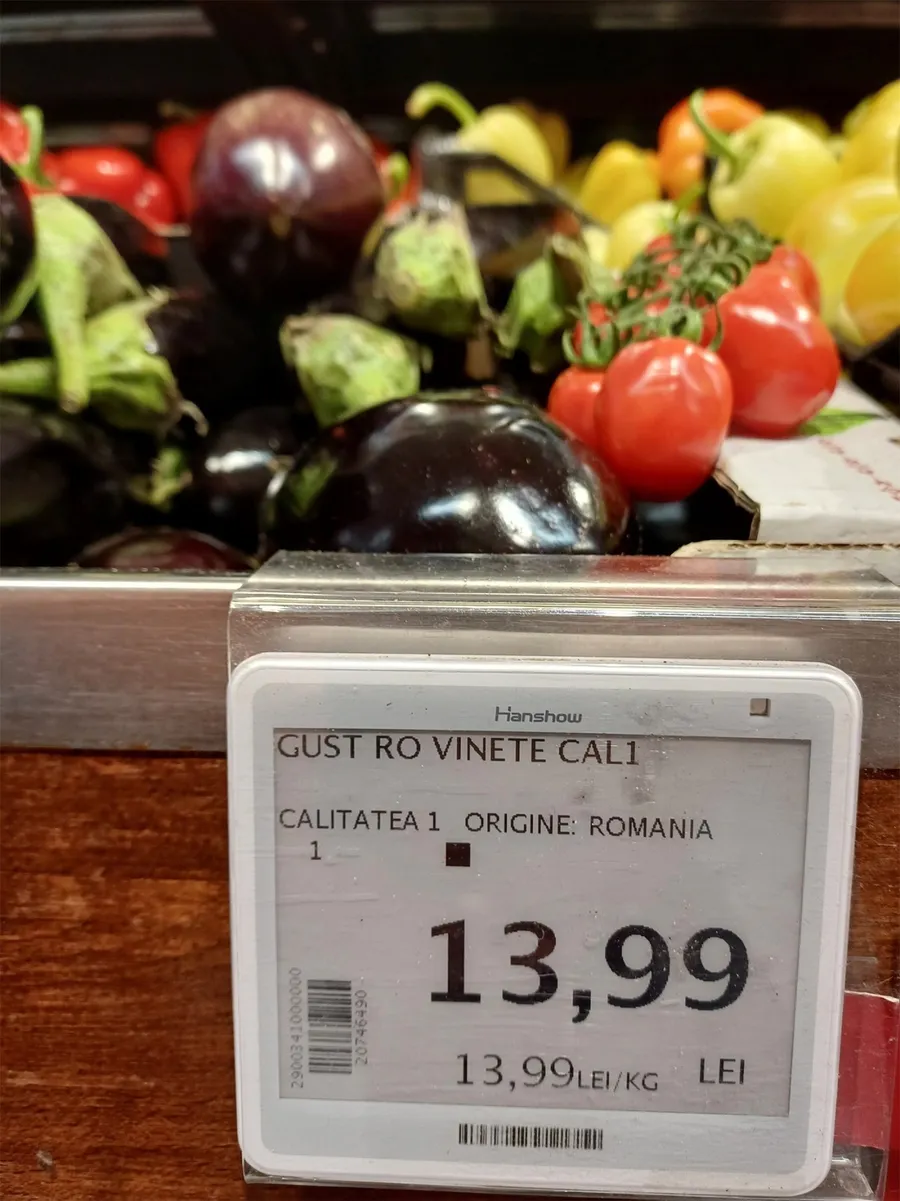 Hanshow
GUST RO VINETE CAL1
CALITATEA 1 ORIGINE: ROMANIA
1
13,99
13,99LEI/KG LEI
2900341000000
20746490